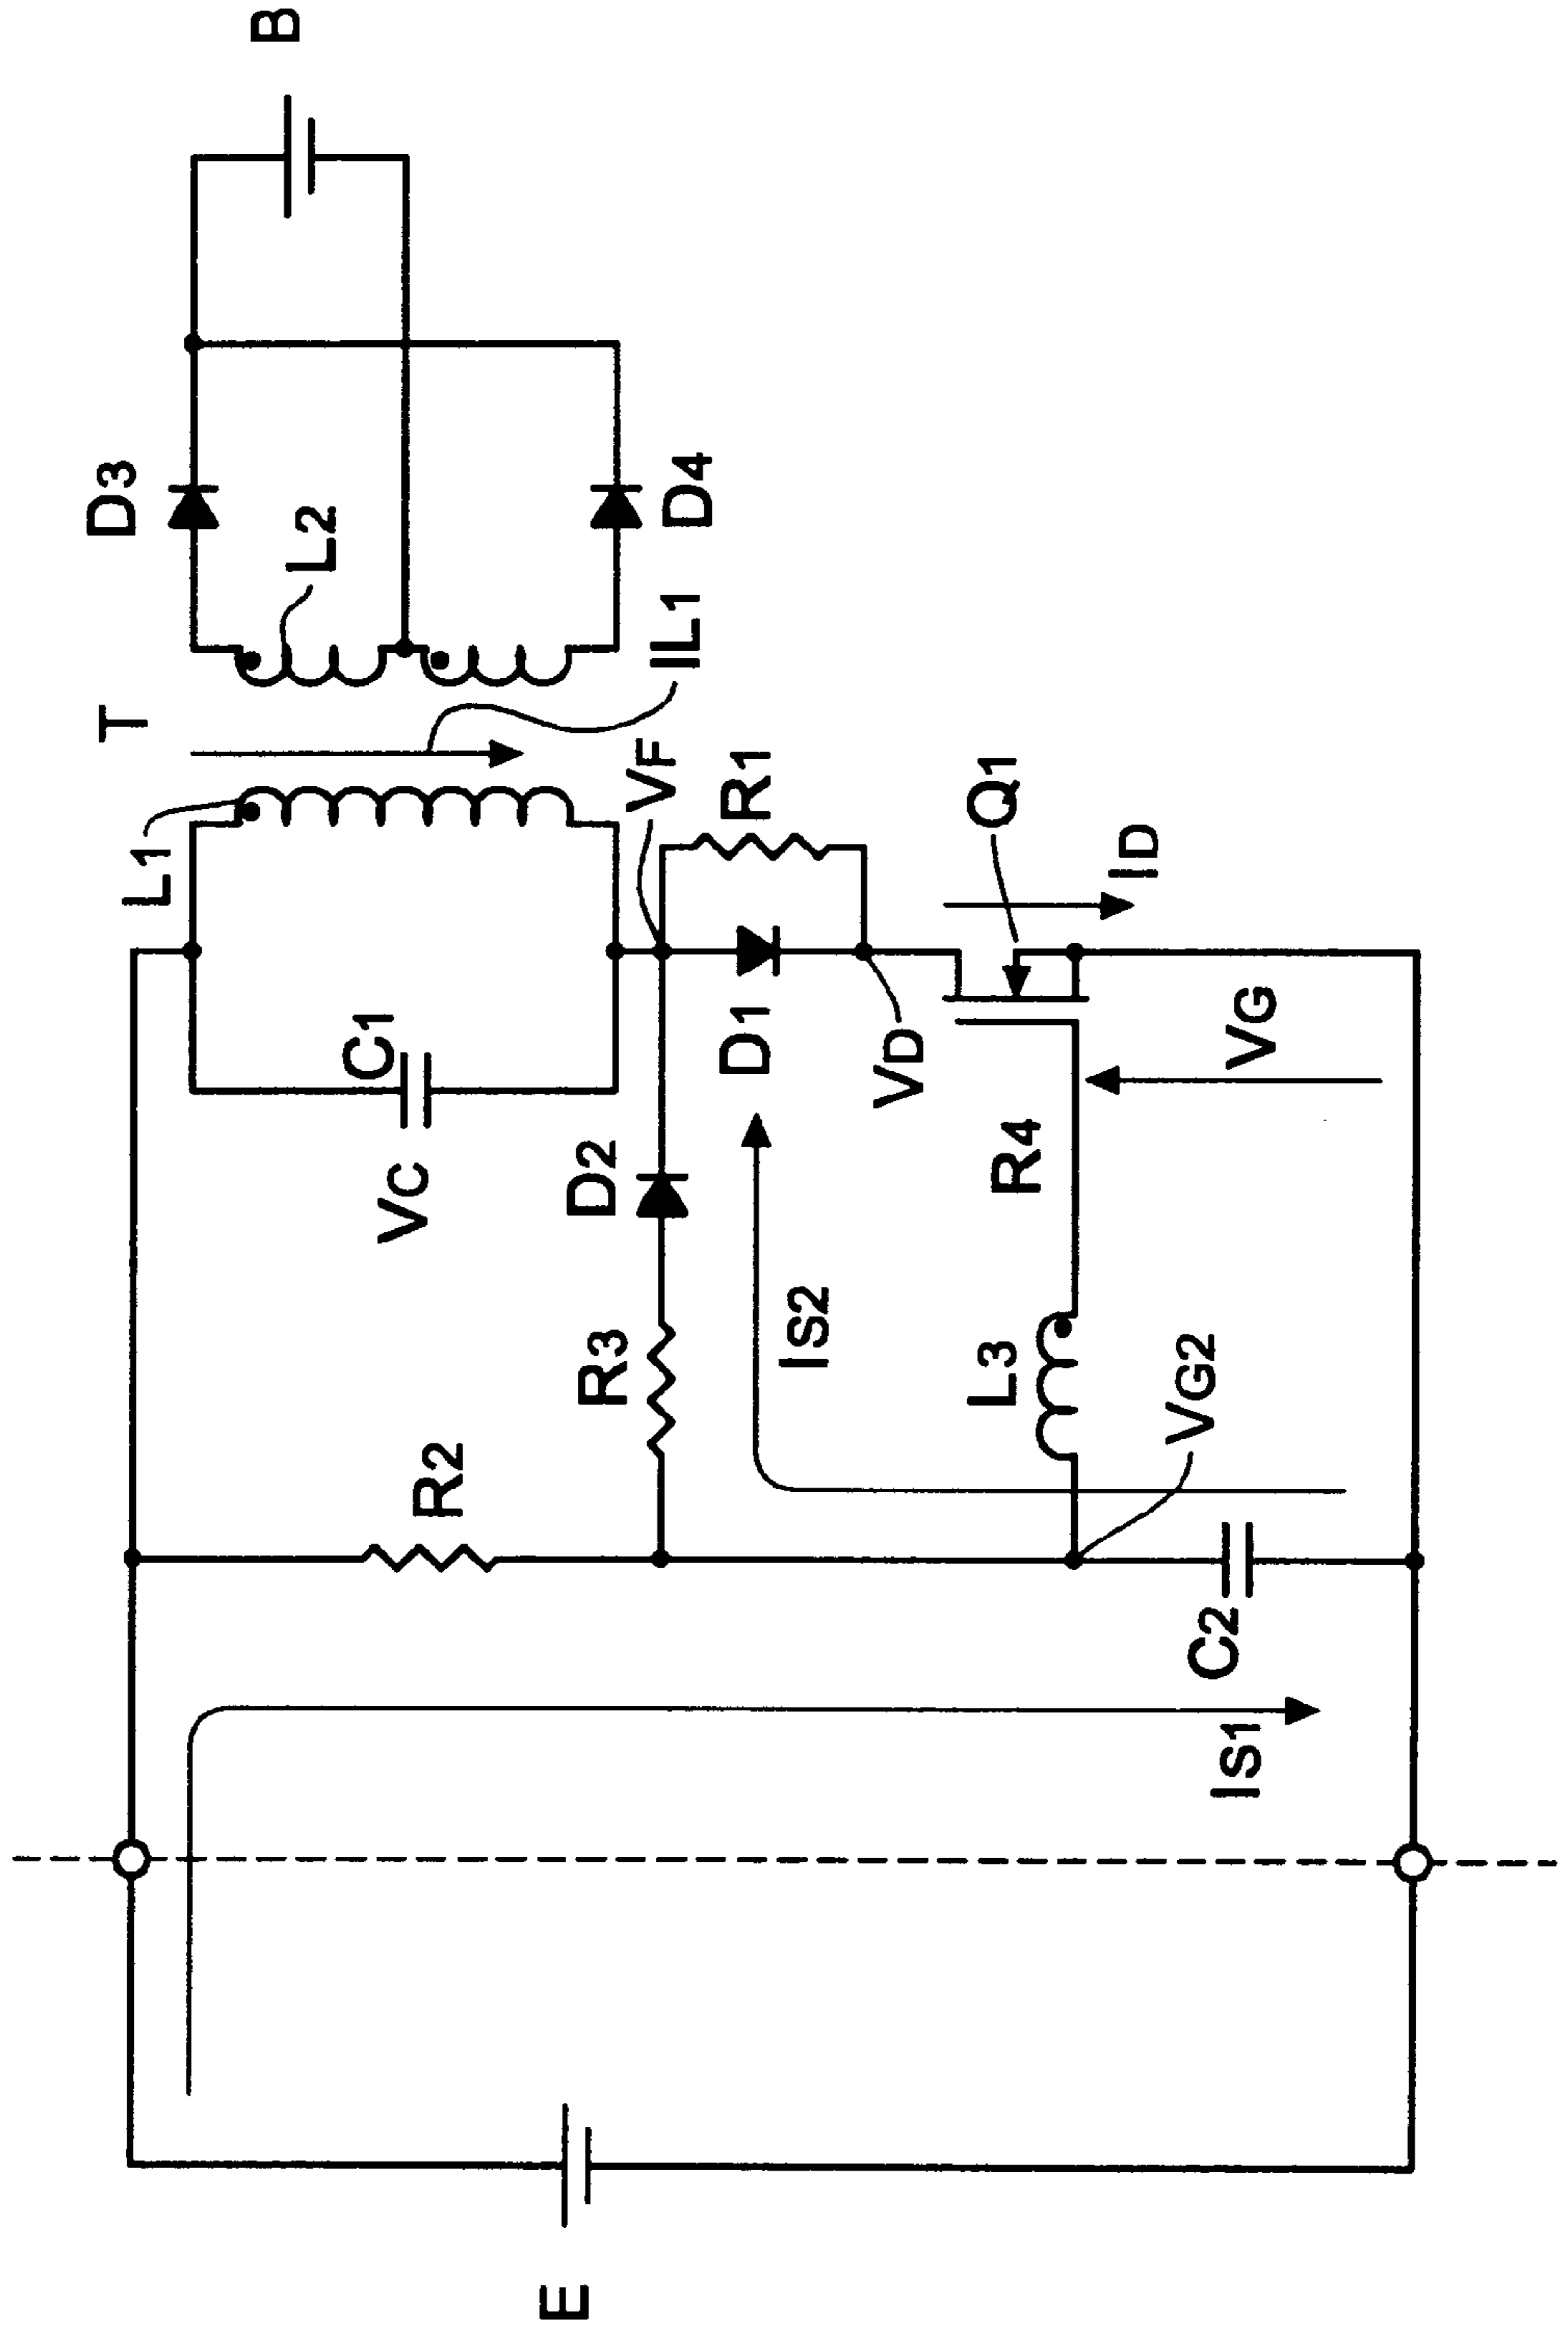 E
IS1
R2
C2
R3
L3
VG2
IS2
D2
R4
VC
C1
D1
VD
VG
L1
VF
R1
Q1
ID
T
IL1
L2
D3
D4
B